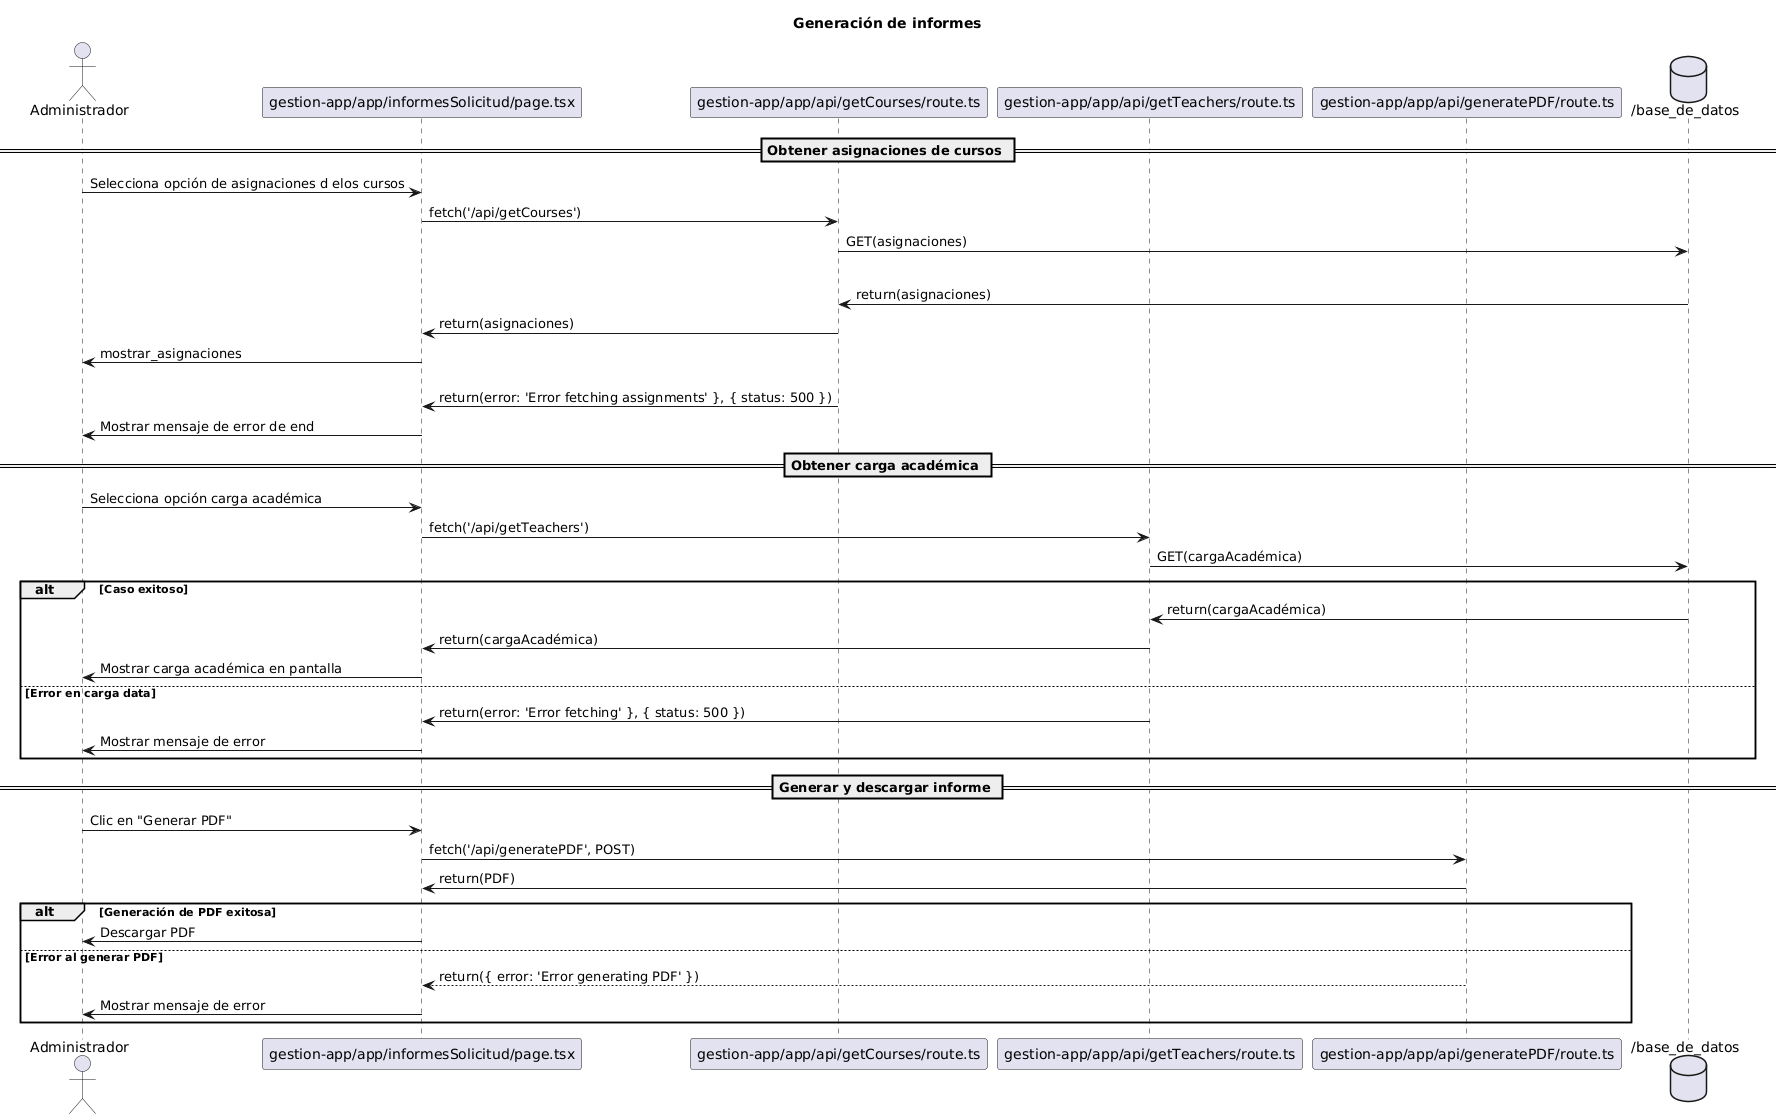 Generación de informes
Administrador
gestion-app/app/informesSolicitud/page.tsx
gestion-app/app/api/getCourses/route.ts
gestion-app/app/api/getTeachers/route.ts
gestion-app/app/api/generatePDF/route.ts
/base_de_datos
Obtener asignaciones de cursos
Selecciona opción de asignaciones d elos cursos
fetch('/api/getCourses')
GET(asignaciones)
return(asignaciones)
return(asignaciones)
mostrar_asignaciones
return(error: 'Error fetching assignments' }, { status: 500 })
Mostrar mensaje de error de end
Obtener carga académica
Selecciona opción carga académica
fetch('/api/getTeachers')
GET(cargaAcadémica)
alt [Caso exitoso]
return(cargaAcadémica)
return(cargaAcadémica)
Mostrar carga académica en pantalla
[Error en carga data]
return(error: 'Error fetching' }, { status: 500 })
Mostrar mensaje de error
Generar y descargar informe
Clic en "Generar PDF"
fetch('/api/generatePDF', POST)
return(PDF)
alt [Generación de PDF exitosa]
Descargar PDF
[Error al generar PDF]
return({ error: 'Error generating PDF' })
Mostrar mensaje de error
Administrador
gestion-app/app/informesSolicitud/page.tsx
gestion-app/app/api/getCourses/route.ts
gestion-app/app/api/getTeachers/route.ts
gestion-app/app/api/generatePDF/route.ts
/base_de_datos